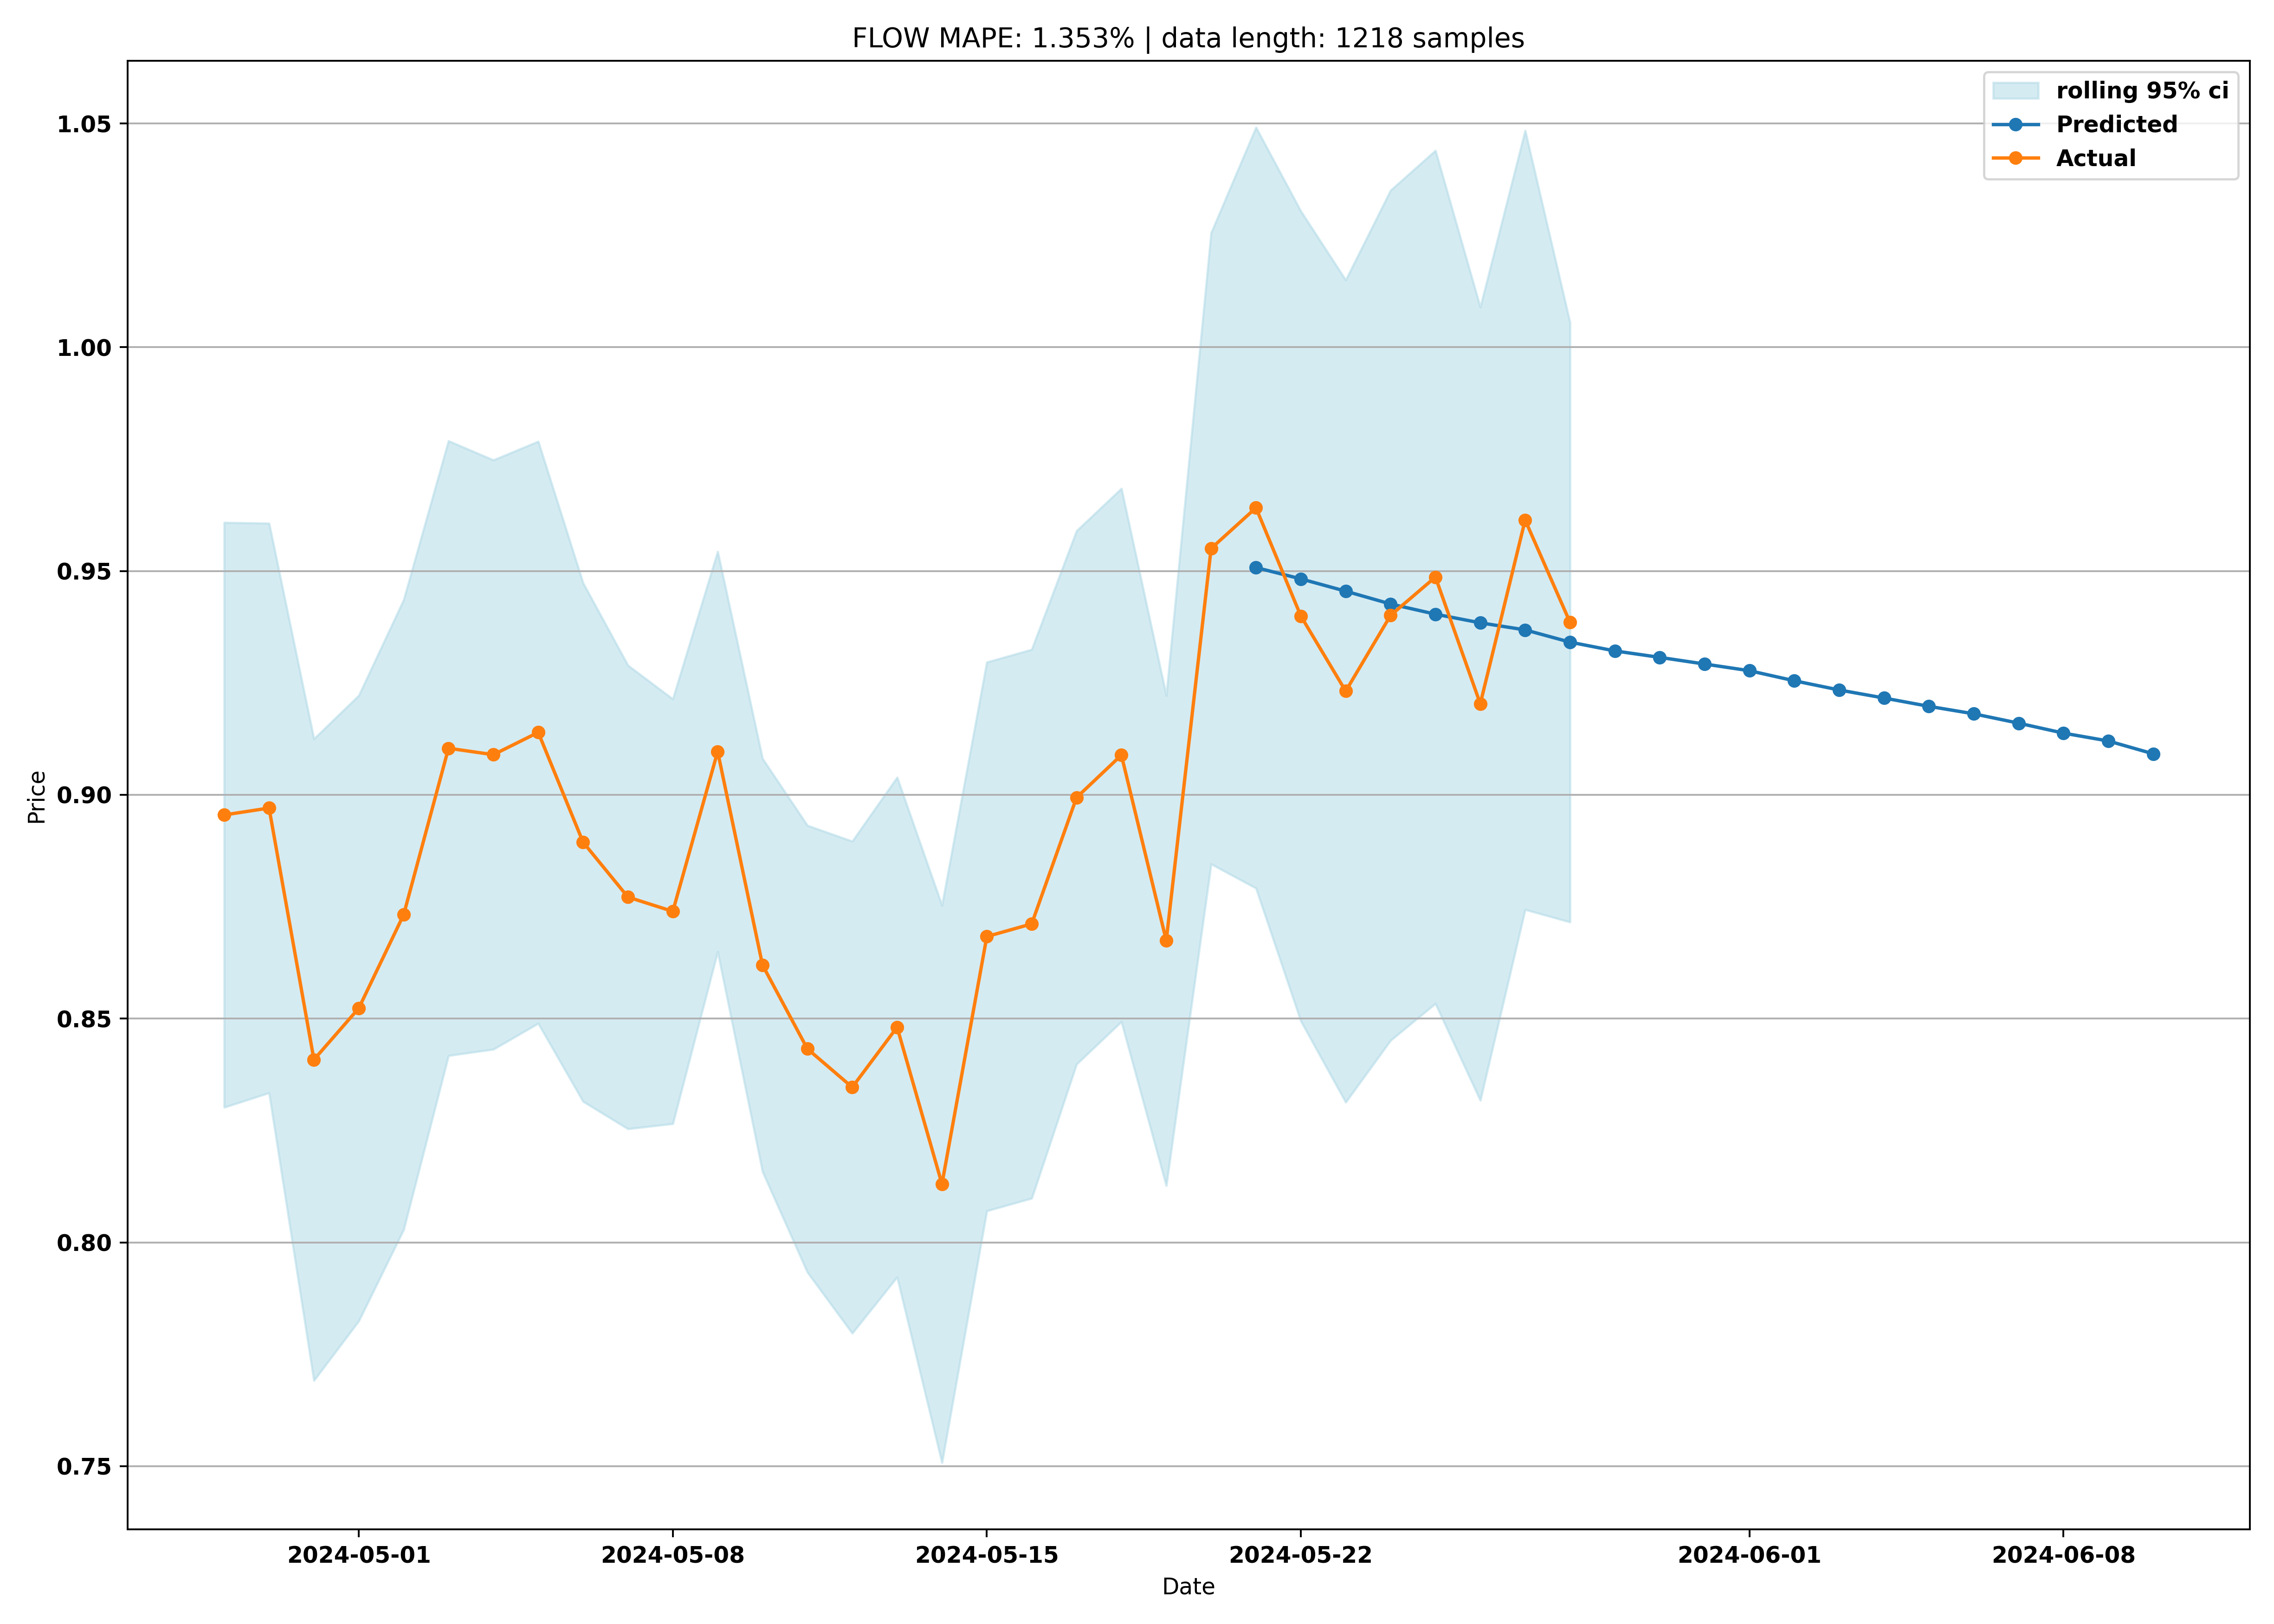 FLOW MAPE: 1.353% | data length: 1218 samples
rolling 95% ci
Predicted
Actual
Price
1.05
1.00
0.95
0.90
0.85
0.80
0.75
2024-05-01
2024-05-08
2024-05-15
2024-05-22
2024-06-01
2024-06-08
Date